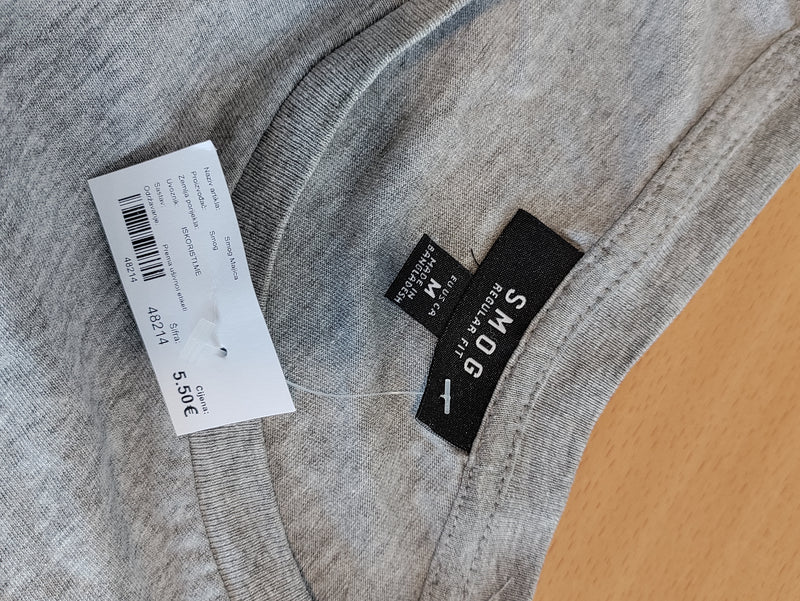 Naziv artikla: Smog Majica
Proizvođač: Smog
Zemlja porijekla:
Uvoznik: ISKORISTI.ME
Sastav:
Održavanje: Prema ušivnoj etiketi
48214
Šifra:
48214
Cijena:
5.50€
SMOG
REGULAR FIT
EU US CA
M
MADE IN
BANGLADESH